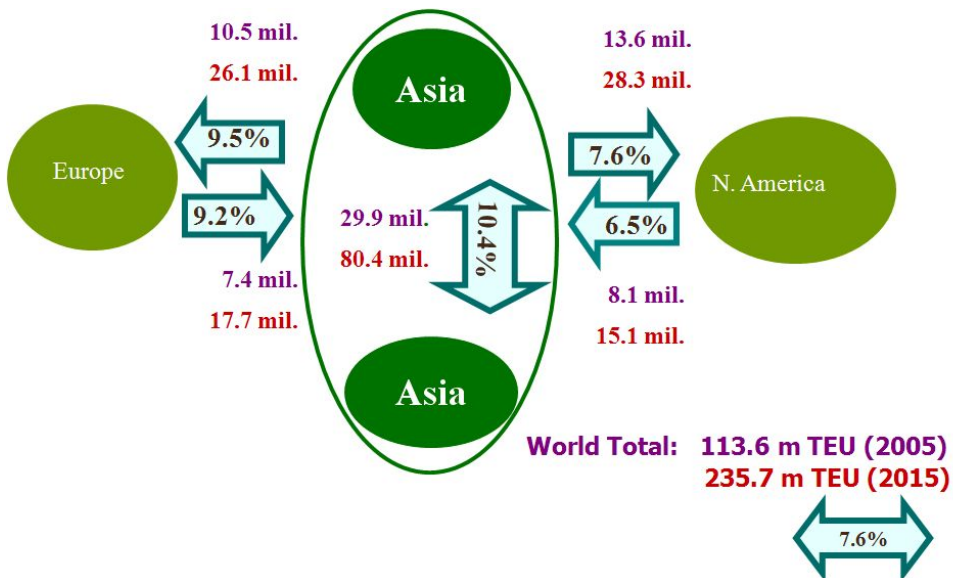 10.5 mil.
26.1 mil.
13.6 mil.
28.3 mil.
Asia
9.5%
7.6%
Europe
N. America
9.2%
29.9 mil.
80.4 mil.
10.4%
6.5%
7.4 mil.
17.7 mil.
8.1 mil.
15.1 mil.
Asia
World Total: 113.6 m TEU (2005)
235.7 m TEU (2015)
7.6%